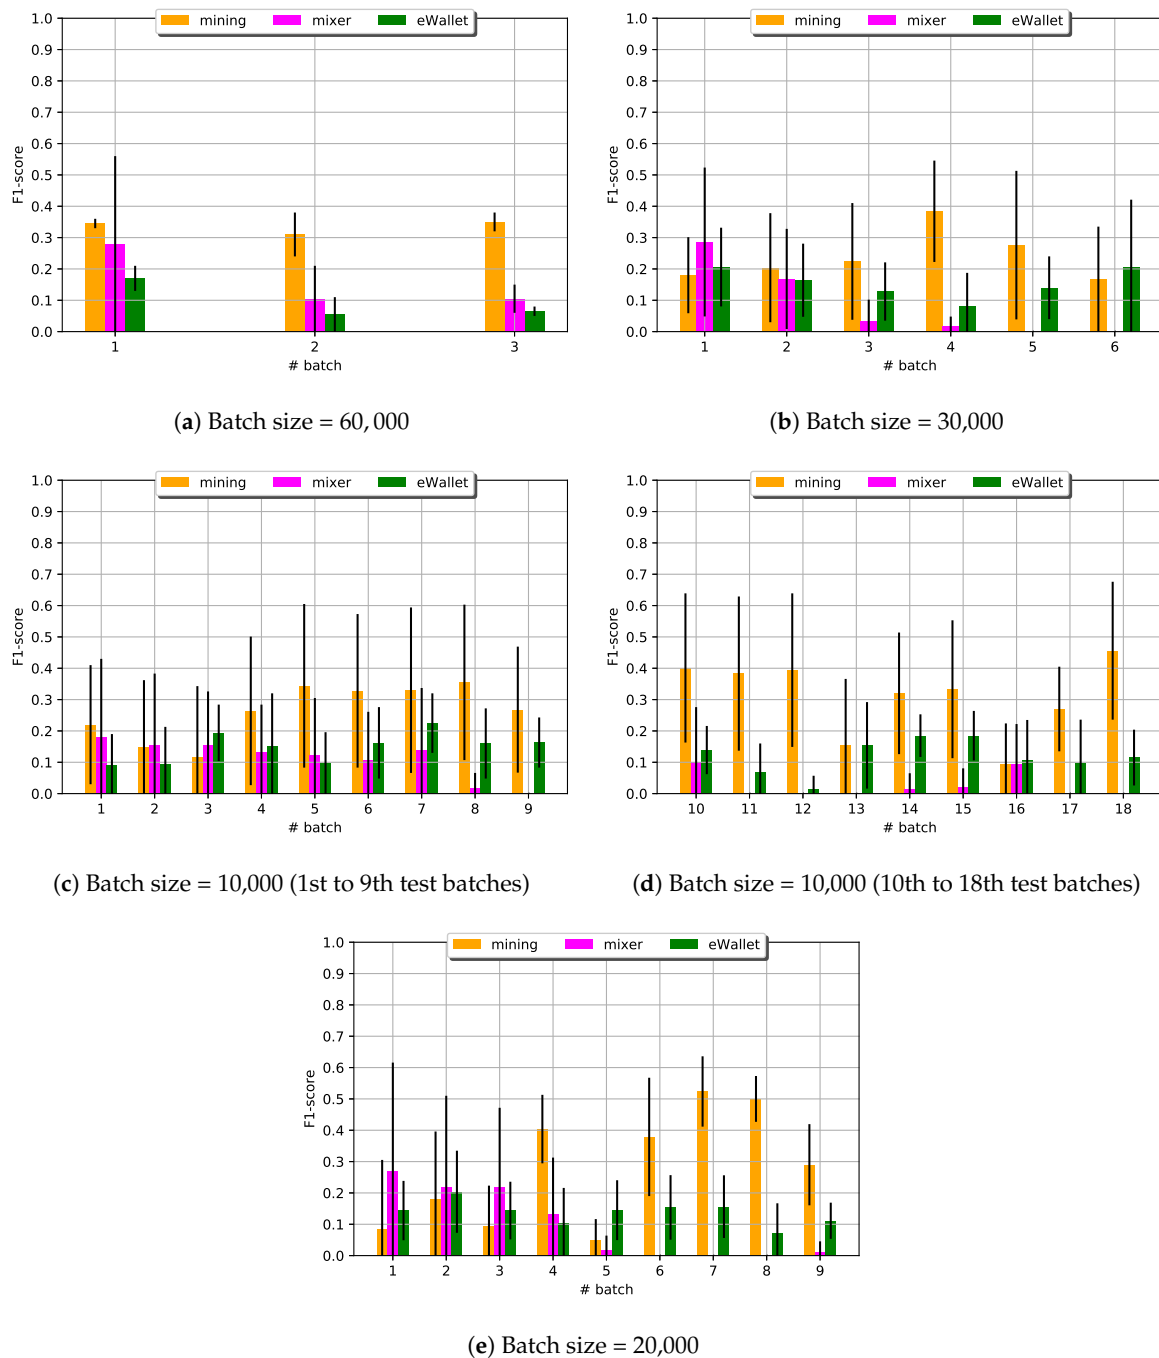 mining mixer eWallet
1.0
0.9
0.8
0.7
0.6
0.5
0.4
0.3
0.2
0.1
0.0
F1-score
1 2 3
# batch
(a) Batch size = 60,000
mining mixer eWallet
1.0
0.9
0.8
0.7
0.6
0.5
0.4
0.3
0.2
0.1
0.0
F1-score
1 2 3 4 5 6
# batch
(b) Batch size = 30,000
mining mixer eWallet
1.0
0.9
0.8
0.7
0.6
0.5
0.4
0.3
0.2
0.1
0.0
F1-score
1 2 3 4 5 6 7 8 9
# batch
(c) Batch size = 10,000 (1st to 9th test batches)
mining mixer eWallet
1.0
0.9
0.8
0.7
0.6
0.5
0.4
0.3
0.2
0.1
0.0
F1-score
10 11 12 13 14 15 16 17 18
# batch
(d) Batch size = 10,000 (10th to 18th test batches)
mining mixer eWallet
1.0
0.9
0.8
0.7
0.6
0.5
0.4
0.3
0.2
0.1
0.0
F1-score
1 2 3 4 5 6 7 8 9
# batch
(e) Batch size = 20,000